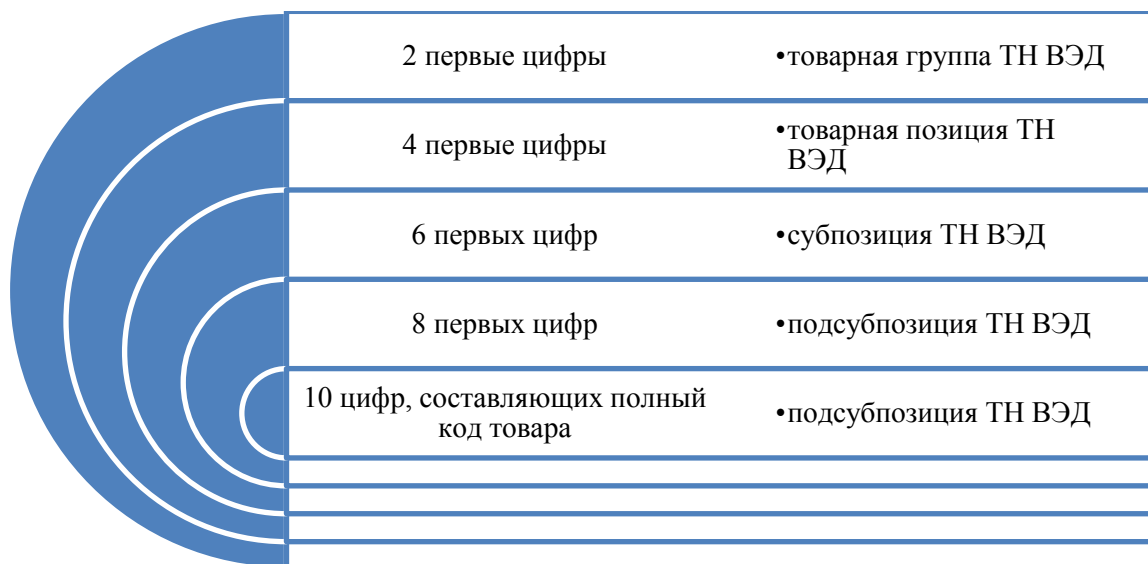 2 первые цифры
•товарная группа ТН ВЭД
4 первые цифры
•товарная позиция ТН
ВЭД
6 первых цифр
•субпозиция ТН ВЭД
8 первых цифр
•подсубпозиция ТН ВЭД
10 цифр, составляющих полный
код товара
•подсубпозиция ТН ВЭД